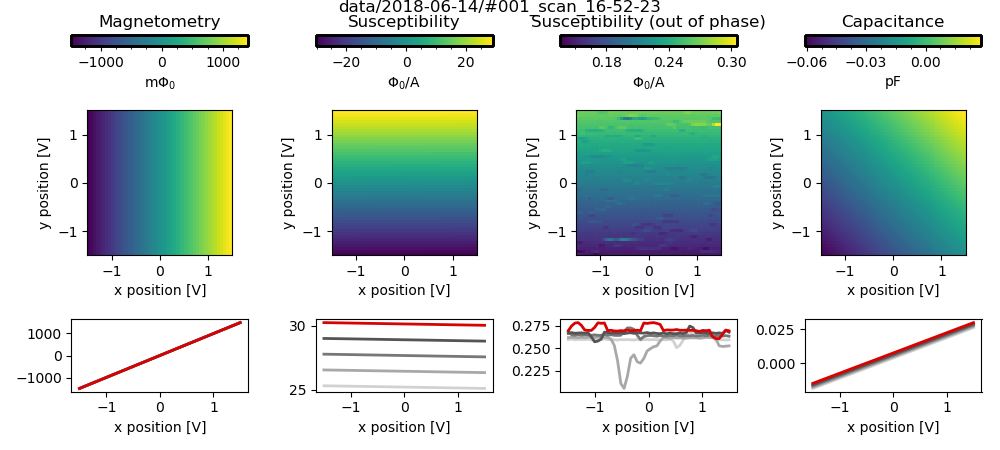 data/2018-06-14/#001_scan_16-52-23
Magnetometry Susceptibility Susceptibility (out of phase) Capacitance
−1000 0 1000 −20 0 20 0.18 0.24 0.30 −0.06 −0.03 0.00
mΦ₀ Φ₀/A Φ₀/A pF
y position [V] 1 0 −1 y position [V] 1 0 −1 y position [V] 1 0 −1 y position [V] 1 0 −1
−1 0 1 −1 0 1 −1 0 1 −1 0 1
x position [V] x position [V] x position [V] x position [V]
1000 0 −1000 30 25 0.275 0.250 0.225 0.025 0.000
−1 0 1 −1 0 1 −1 0 1 −1 0 1
x position [V] x position [V] x position [V] x position [V]